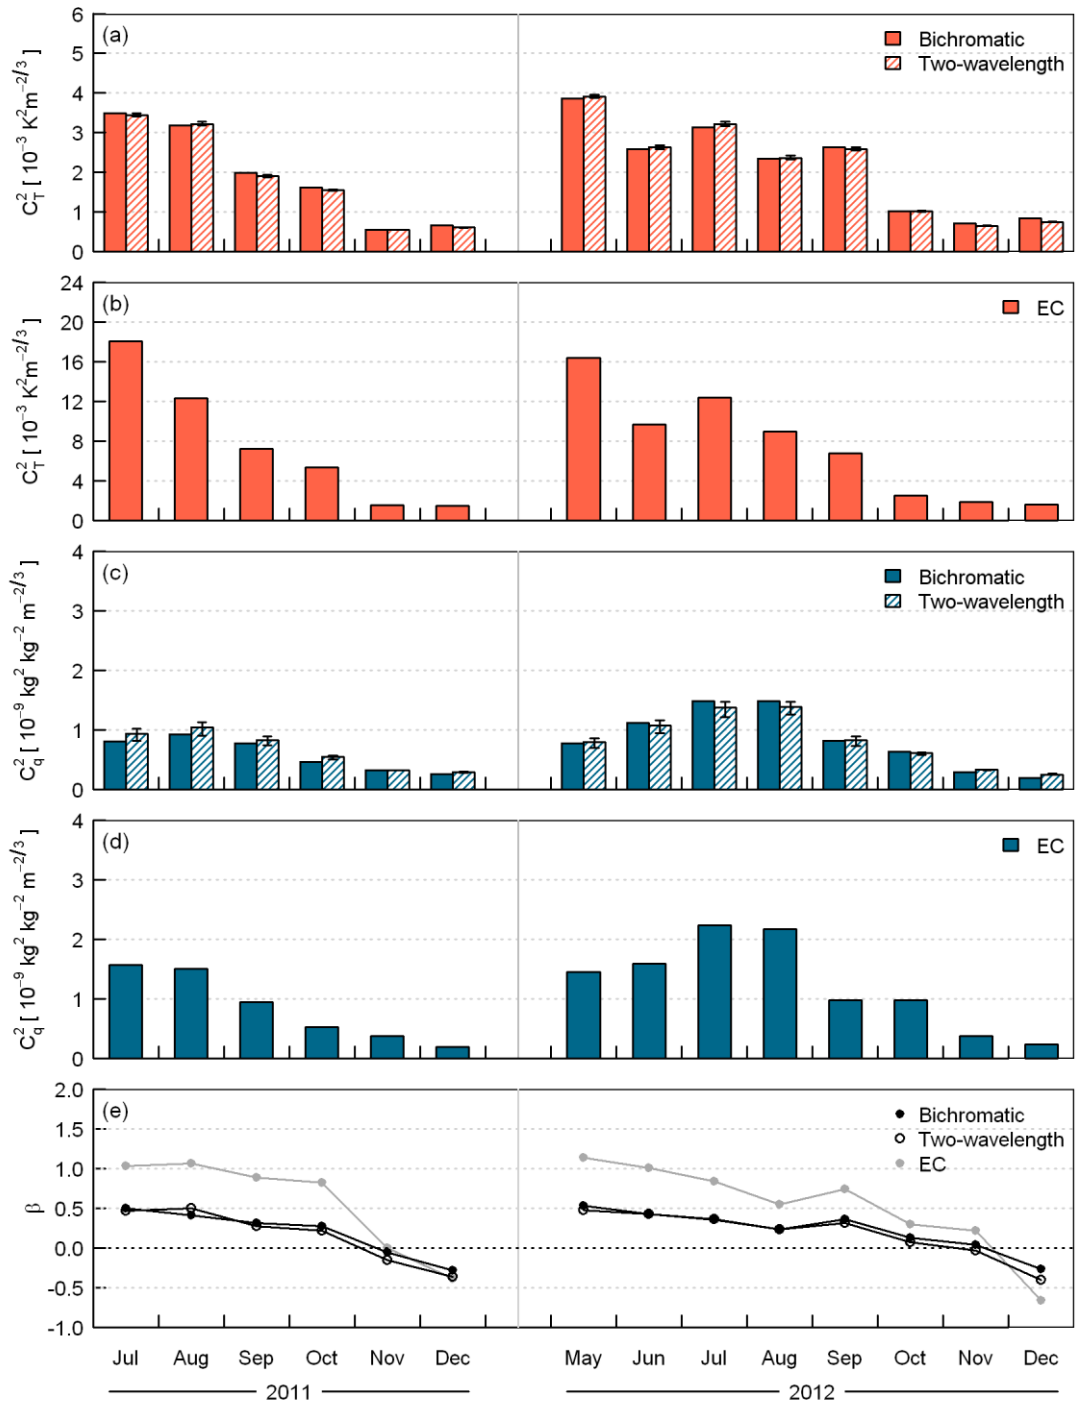 (a)
Bichromatic
Two-wavelength
C_T^2 [ 10^−3 K^2m^−2/3 ]
6
5
4
3
2
1
0
(b)
EC
C_T^2 [ 10^−3 K^2m^−2/3 ]
24
20
16
12
8
4
0
(c)
Bichromatic
Two-wavelength
C_q^2 [ 10^−9 kg^2 kg^−2 m^−2/3 ]
4
3
2
1
0
(d)
EC
C_q^2 [ 10^−9 kg^2 kg^−2 m^−2/3 ]
4
3
2
1
0
(e)
Bichromatic
Two-wavelength
EC
β
2.0
1.5
1.0
0.5
0.0
-0.5
-1.0
Jul Aug Sep Oct Nov Dec May Jun Jul Aug Sep Oct Nov Dec
2011 2012